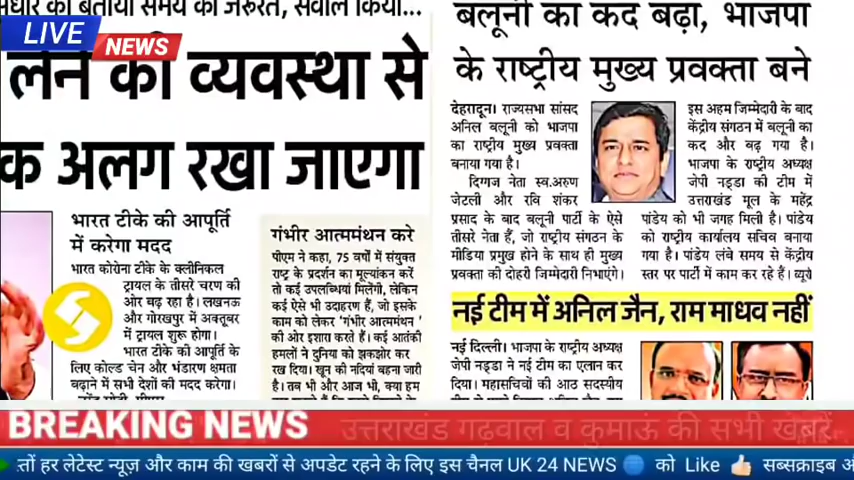 को बताया समय की जरूरत, सवाल किया...
LIVE
NEWS
की व्यवस्था से
अलग रखा जाएगा
भारत टीके की आपूर्ति
में करेगा मदद
भारत कोरोना टीके के क्लीनिकल
ट्रायल के तीसरे चरण की
ओर बढ़ रहा है। लखनऊ
और गोरखपुर में अक्तूबर
में ट्रायल शुरू होगा।
भारत टीके की आपूर्ति के
लिए कोल्ड चेन और भंडारण क्षमता
बढ़ाने में सभी देशों की मदद करेगा।
गंभीर आत्ममंथन करे
पीएम ने कहा, 75 वर्षों में संयुक्त
राष्ट्र के प्रदर्शन का मूल्यांकन करें
तो कई उपलब्धियां मिलेंगी, लेकिन
कई ऐसे भी उदाहरण हैं, जो इसके
काम को लेकर 'गंभीर आत्ममंथन'
की ओर इशारा करते हैं। कई आतंकी
हमलों ने दुनिया को झकझोर कर
रख दिया। खून की नदियां बहना जारी
है। तब भी और आज भी, क्या हम
बलूनी का कद बढ़ा, भाजपा
के राष्ट्रीय मुख्य प्रवक्ता बने
देहरादून। राज्यसभा सांसद
अनिल बलूनी को भाजपा
का राष्ट्रीय मुख्य प्रवक्ता
बनाया गया है।
दिग्गज नेता स्व.अरुण
जेटली और रवि शंकर
प्रसाद के बाद बलूनी पार्टी के ऐसे
तीसरे नेता हैं, जो राष्ट्रीय संगठन के
मीडिया प्रमुख होने के साथ ही मुख्य
प्रवक्ता की दोहरी जिम्मेदारी निभाएंगे।
इस अहम जिम्मेदारी के बाद
केंद्रीय संगठन में बलूनी का
कद और बढ़ गया है।
भाजपा के राष्ट्रीय अध्यक्ष
जेपी नड्डा की टीम में
उत्तराखंड मूल के महेंद्र
पांडेय को भी जगह मिली है। पांडेय
को राष्ट्रीय कार्यालय सचिव बनाया
गया है। पांडेय लंबे समय से केंद्रीय
स्तर पर पार्टी में काम कर रहे हैं। ब्यूरो
नई टीम में अनिल जैन, राम माधव नहीं
नई दिल्ली। भाजपा के राष्ट्रीय अध्यक्ष
जेपी नड्डा ने नई टीम का एलान कर
दिया। महासचिवों की आठ सदस्यीय
BREAKING NEWS
उत्तराखंड गढ़वाल व कुमाऊं की सभी खबरें
तों हर लेटेस्ट न्यूज़ और काम की खबरों से अपडेट रहने के लिए इस चैनल UK 24 NEWS को Like सब्सक्राइब